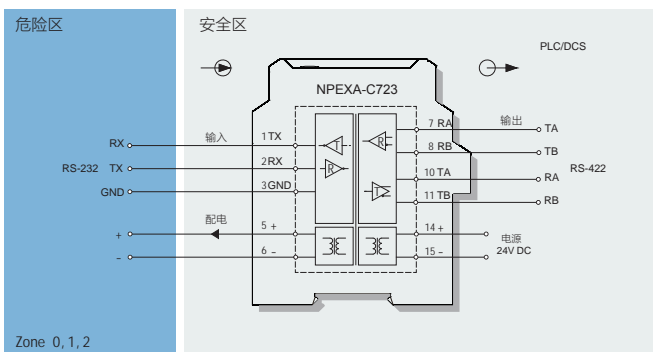 危险区 安全区
PLC/DCS
NPEXA-C723
RX 输入 1 TX 7 RA 输出 TA
T R
8 RB TB
RS-232 TX 2 RX RS-422
R 10 TA RA
GND 3 GND T
11 TB RB
配电
+ 5 + 14 + 电源
24V DC
- 6 - 15 -
Zone 0,1,2